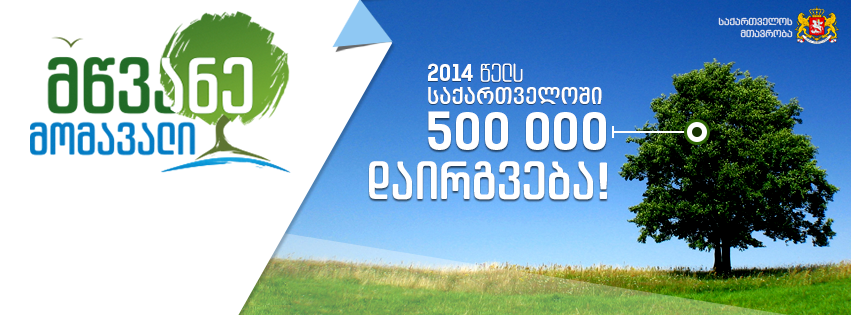 მწვანე
მომავალი
2014 წელს
საქართველოში
500 000
დაირგვება!
საქართველოს
მთავრობა